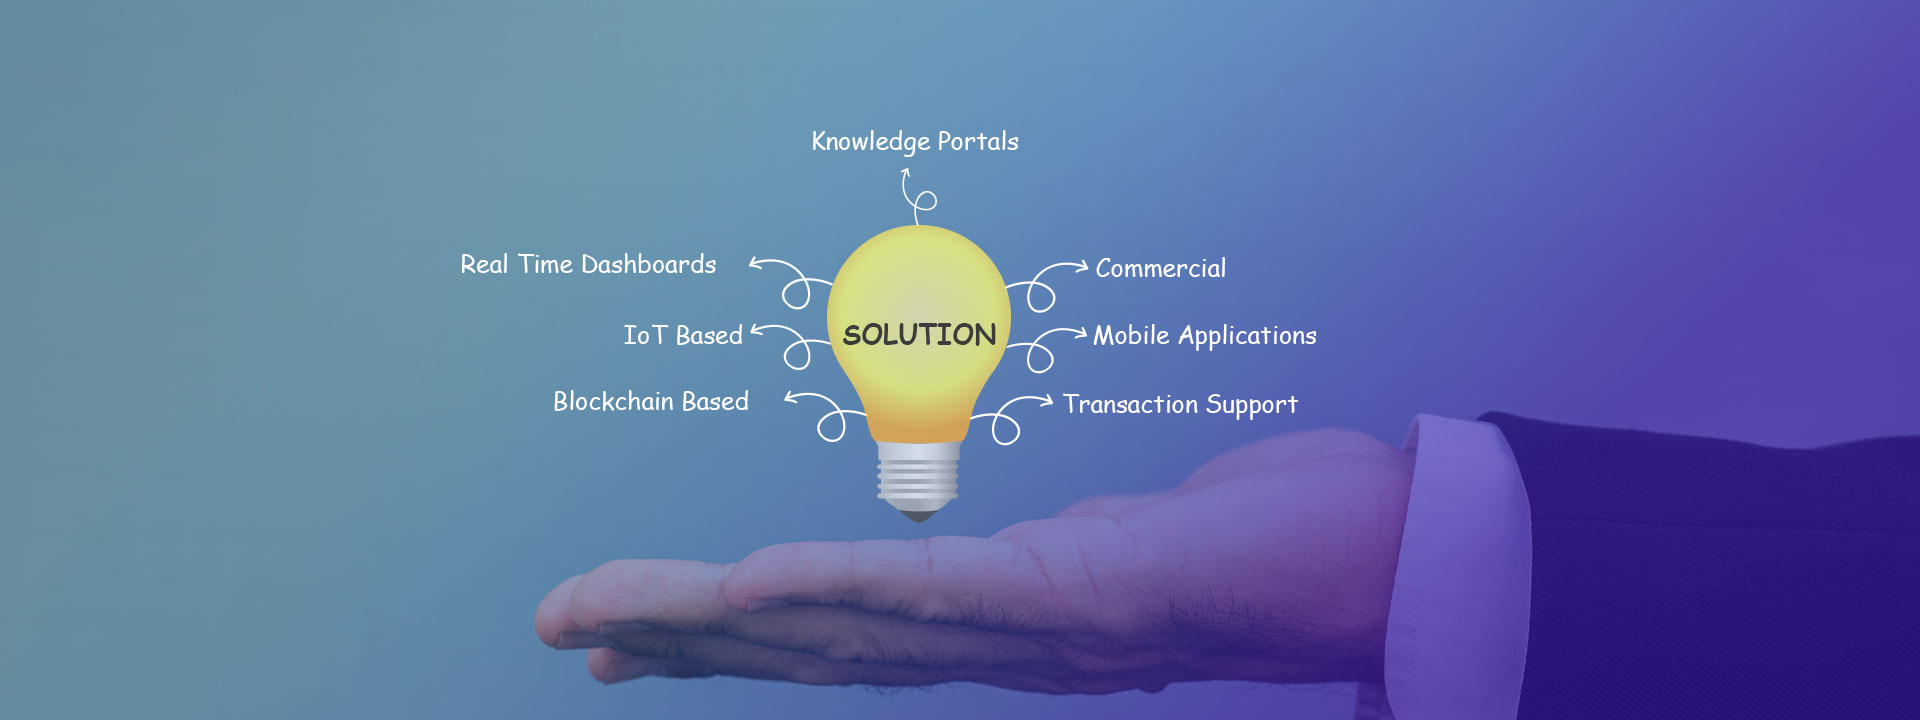 Knowledge Portals
Real Time Dashboards
Commercial
SOLUTION
IoT Based
Mobile Applications
Blockchain Based
Transaction Support